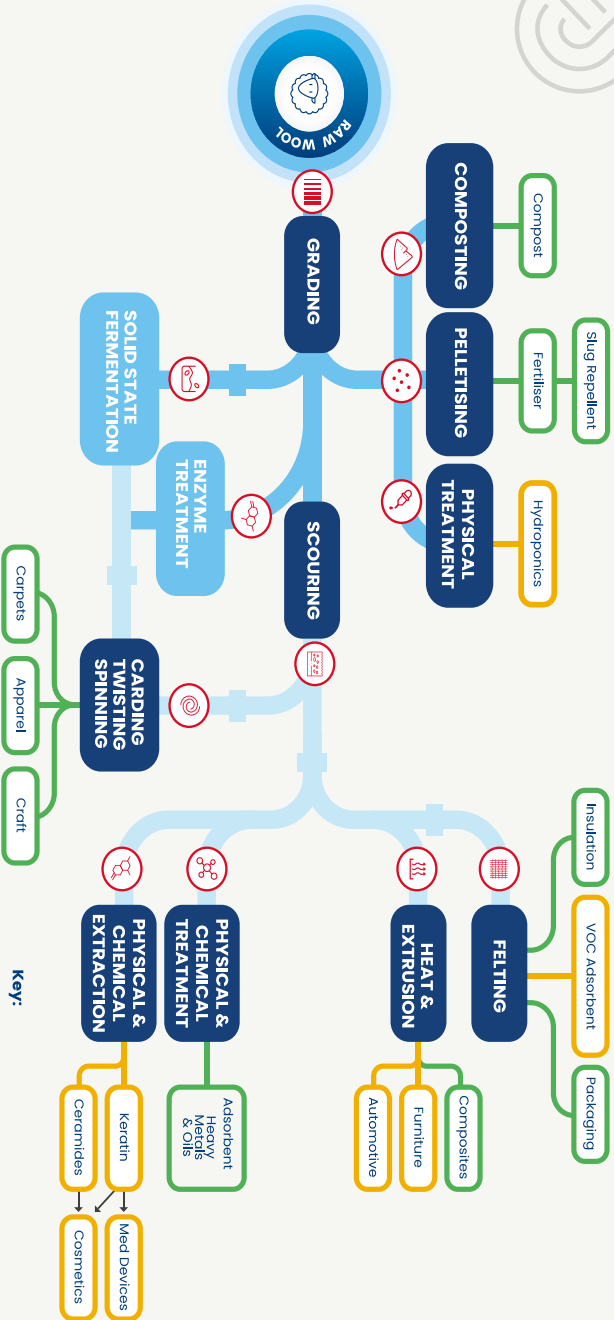 RAW WOOL
GRADING
COMPOSTING
Compost
PELLETISING
Fertiliser
Slug Repellent
PHYSICAL
TREATMENT
Hydroponics
SOLID STATE
FERMENTATION
ENZYME
TREATMENT
SCOURING
CARDING
TWISTING
SPINNING
Carpets
Apparel
Craft
FELTING
Insulation
VOC Adsorbent
Packaging
HEAT &
EXTRUSION
Composites
Furniture
Automotive
PHYSICAL &
CHEMICAL
TREATMENT
Adsorbent
Heavy
Metals
& Oils
PHYSICAL &
CHEMICAL
EXTRACTION
Keratin
Ceramides
Med Devices
Cosmetics
Key: